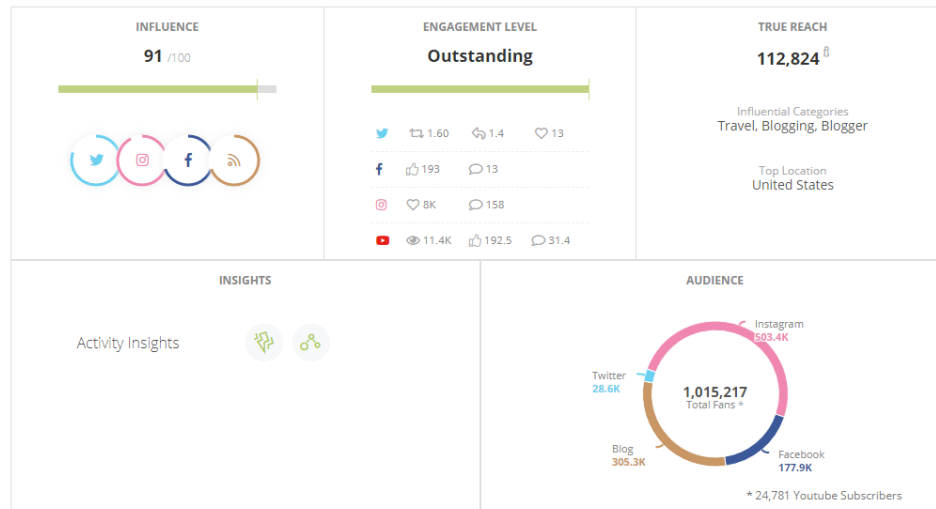 INFLUENCE
91 /100
ENGAGEMENT LEVEL
Outstanding
1.60 1.4 13
193 13
8K 158
11.4K 192.5 31.4
TRUE REACH
112,824
Influential Categories
Travel, Blogging, Blogger
Top Location
United States
INSIGHTS
Activity Insights
AUDIENCE
Instagram
503.4K
Twitter
28.6K
1,015,217
Total Fans *
Blog
305.3K
Facebook
177.9K
* 24,781 Youtube Subscribers